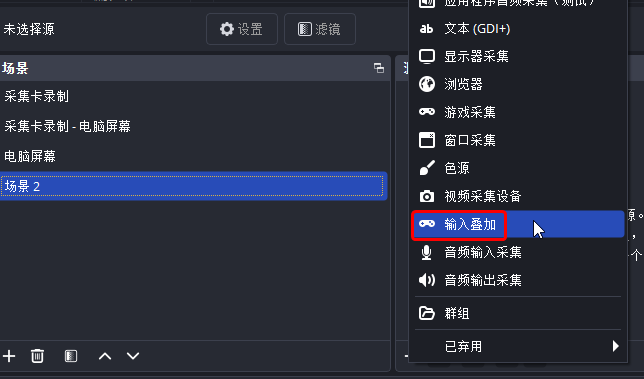 未选择源
设置
滤镜
场景
采集卡录制
采集卡录制 - 电脑屏幕
电脑屏幕
场景 2
应用程序音频采集（测试）
ab 文本 (GDI+)
显示器采集
浏览器
游戏采集
窗口采集
色源
视频采集设备
输入叠加
音频输入采集
音频输出采集
群组
已弃用
源。
，
个